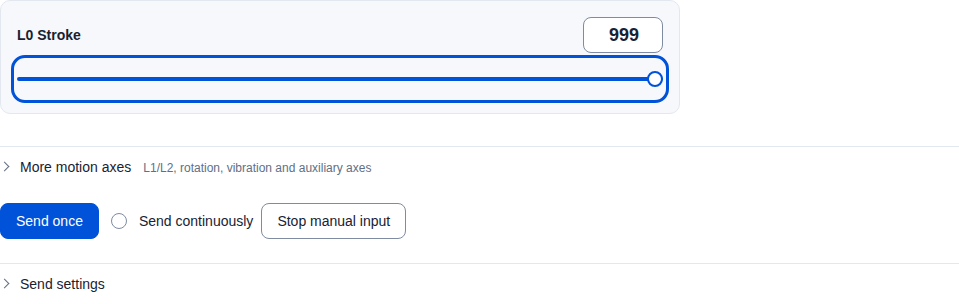 L0 Stroke 999
More motion axes L1/L2, rotation, vibration and auxiliary axes
Send once Send continuously Stop manual input
Send settings